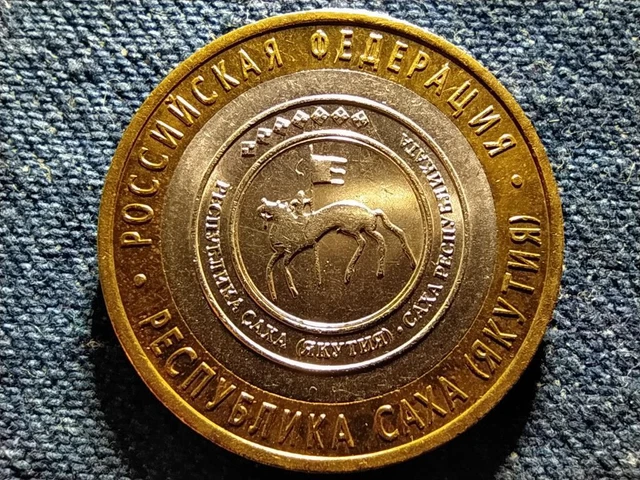 РОССИЙСКАЯ ФЕДЕРАЦИЯ
РЕСПУБЛИКА САХА (ЯКУТИЯ)
РЕСПУБЛИКА САХА (ЯКУТИЯ) • САХА РЕСПУБЛИКАТА